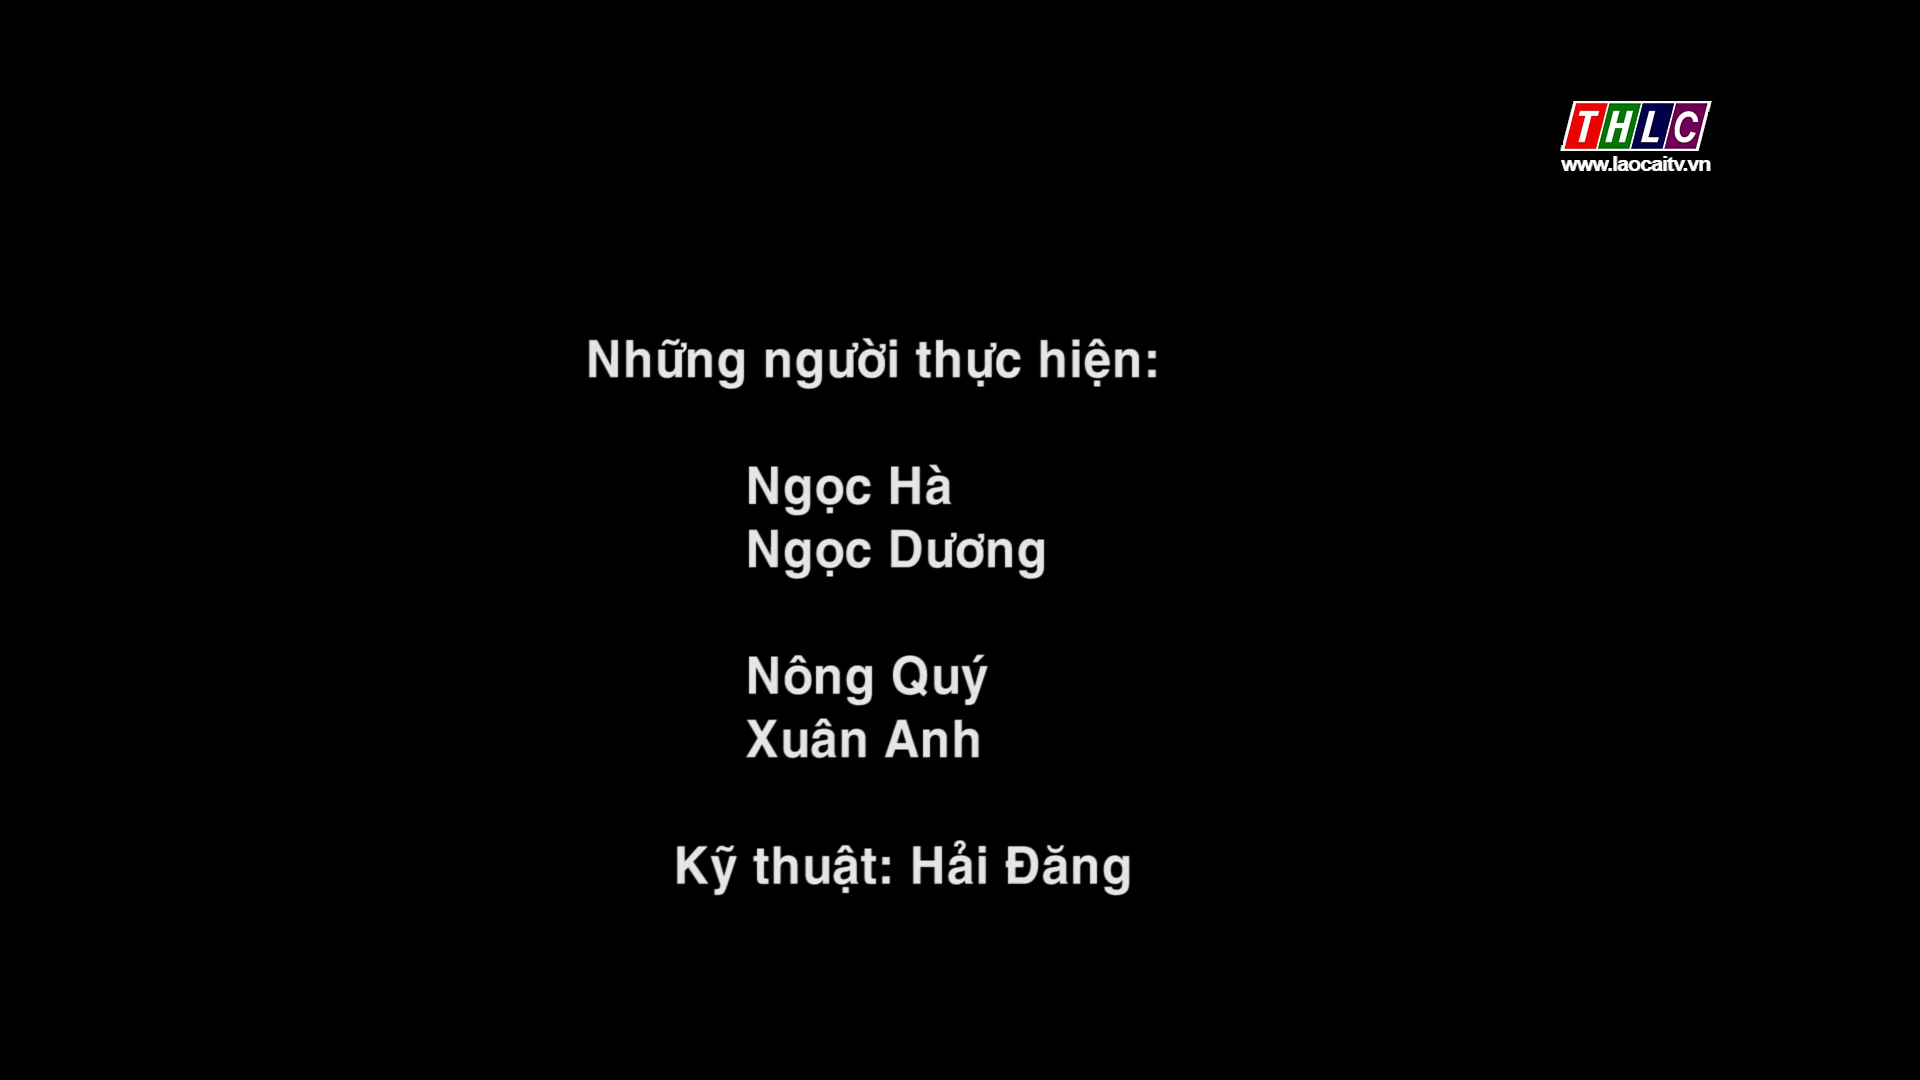 THLC
www.laocaitv.vn
Những người thực hiện:
Ngọc Hà
Ngọc Dương
Nông Quý
Xuân Anh
Kỹ thuật: Hải Đăng